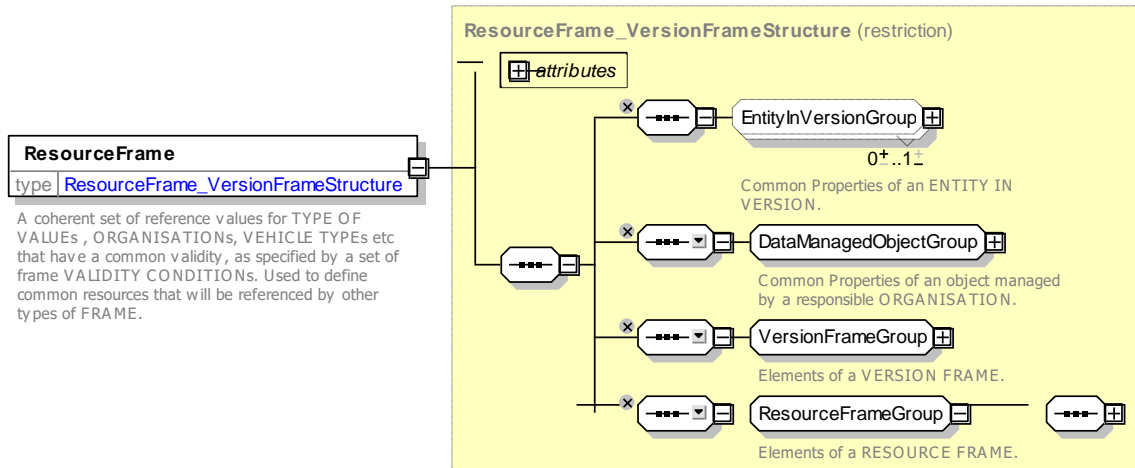 ResourceFrame_VersionFrameStructure (restriction)
attributes
EntityInVersionGroup
0..1
Common Properties of an ENTITY IN
VERSION.
ResourceFrame
type ResourceFrame_VersionFrameStructure
A coherent set of reference values for TYPE OF
VALUEs , ORGANISATIONs, VEHICLE TYPEs etc
that have a common validity, as specified by a set of
frame VALIDITY CONDITIONs. Used to define
common resources that will be referenced by other
types of FRAME.
DataManagedObjectGroup
Common Properties of an object managed
by a responsible ORGANISATION.
VersionFrameGroup
Elements of a VERSION FRAME.
ResourceFrameGroup
Elements of a RESOURCE FRAME.